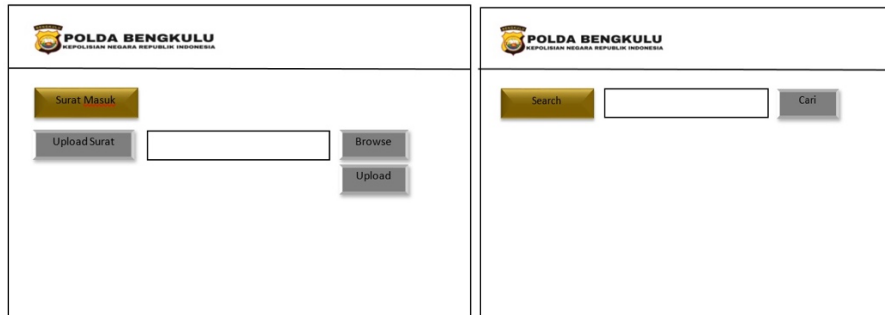 POLDA BENGKULU
KEPOLISIAN NEGARA REPUBLIK INDONESIA
Surat Masuk
Upload Surat
Browse
Upload
POLDA BENGKULU
KEPOLISIAN NEGARA REPUBLIK INDONESIA
Search
Cari